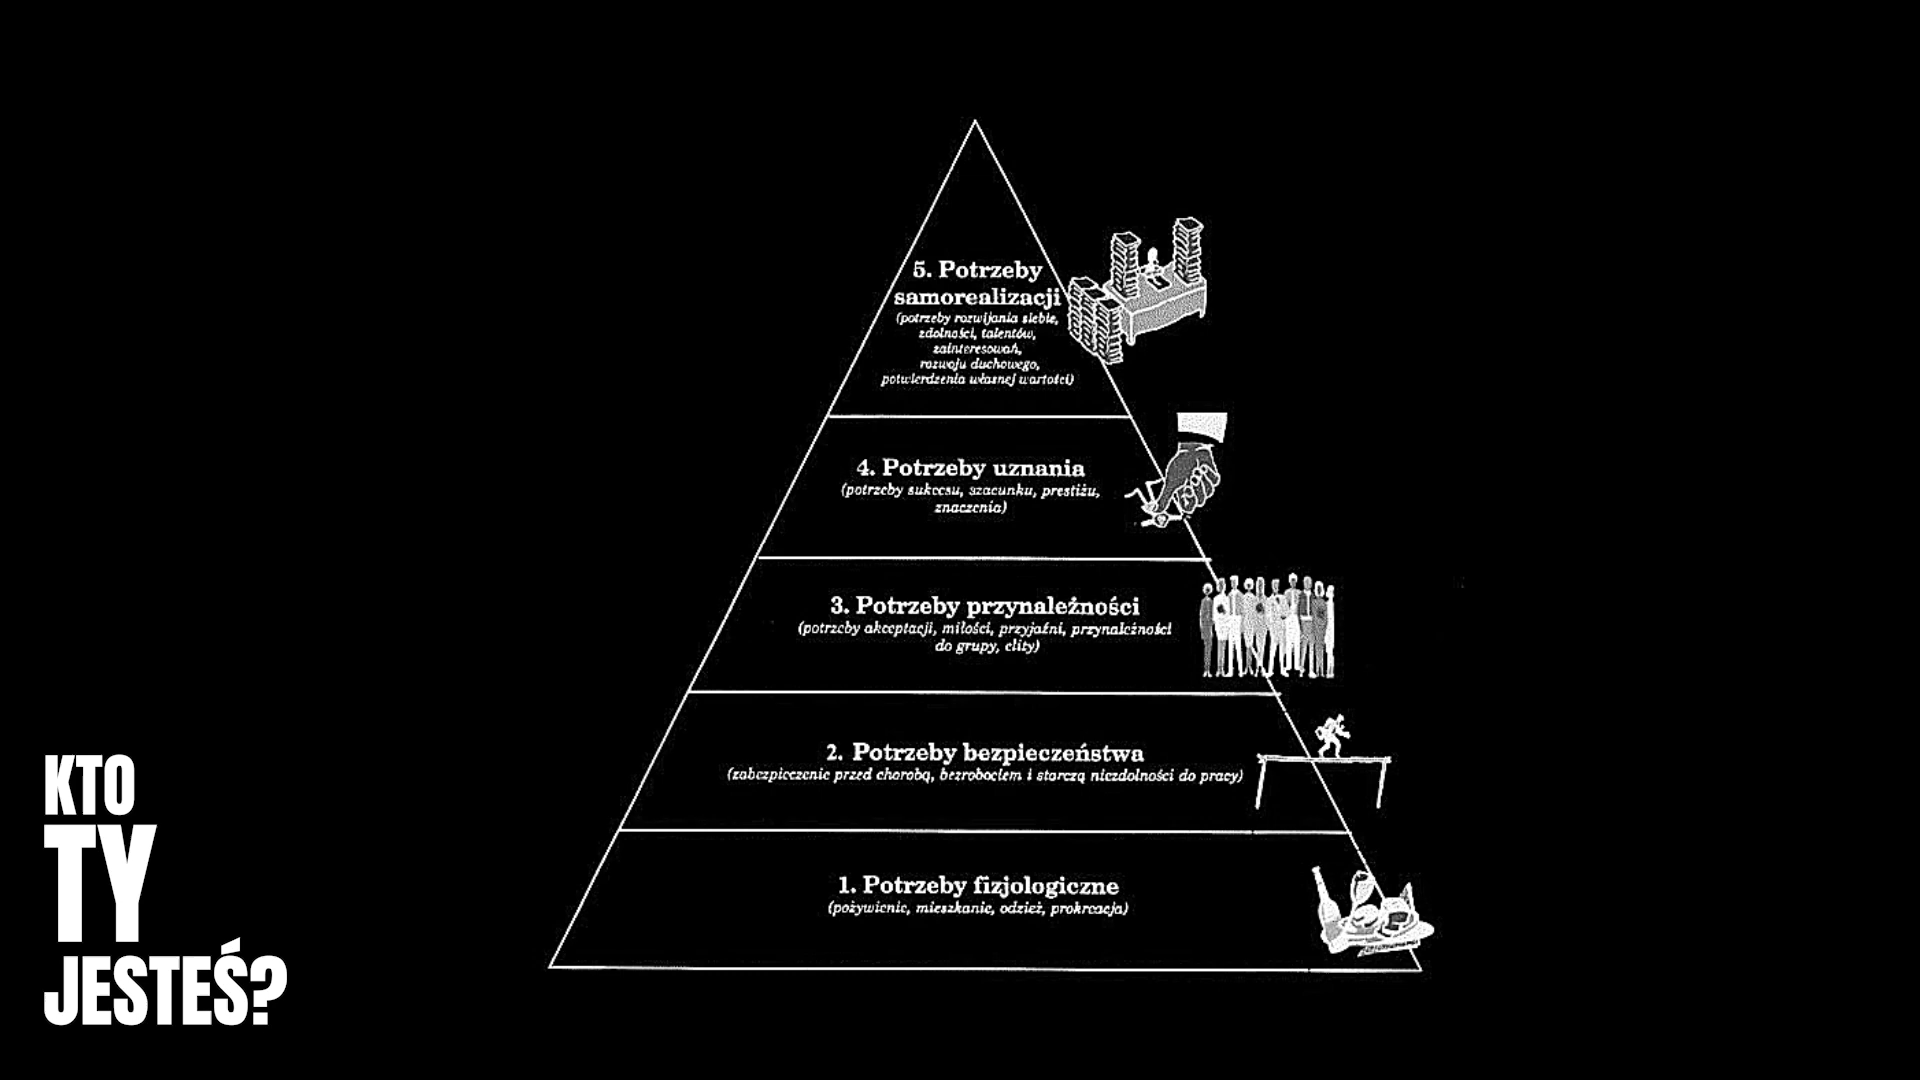 5. Potrzeby
samorealizacji
(potrzeby rozwijania siebie,
zdolności, talentów,
zainteresowań,
rozwoju duchowego,
potwierdzenia własnej wartości)
4. Potrzeby uznania
(potrzeby sukcesu, szacunku, prestiżu,
znaczenia)
3. Potrzeby przynależności
(potrzeby akceptacji, miłości, przyjaźni, przynależności
do grupy, elity)
2. Potrzeby bezpieczeństwa
(zabezpieczenie przed chorobą, bezrobociem i starczą niezdolności do pracy)
1. Potrzeby fizjologiczne
(pożywienie, mieszkanie, odzież, prokreacja)
KTO
TY
JESTEŚ?